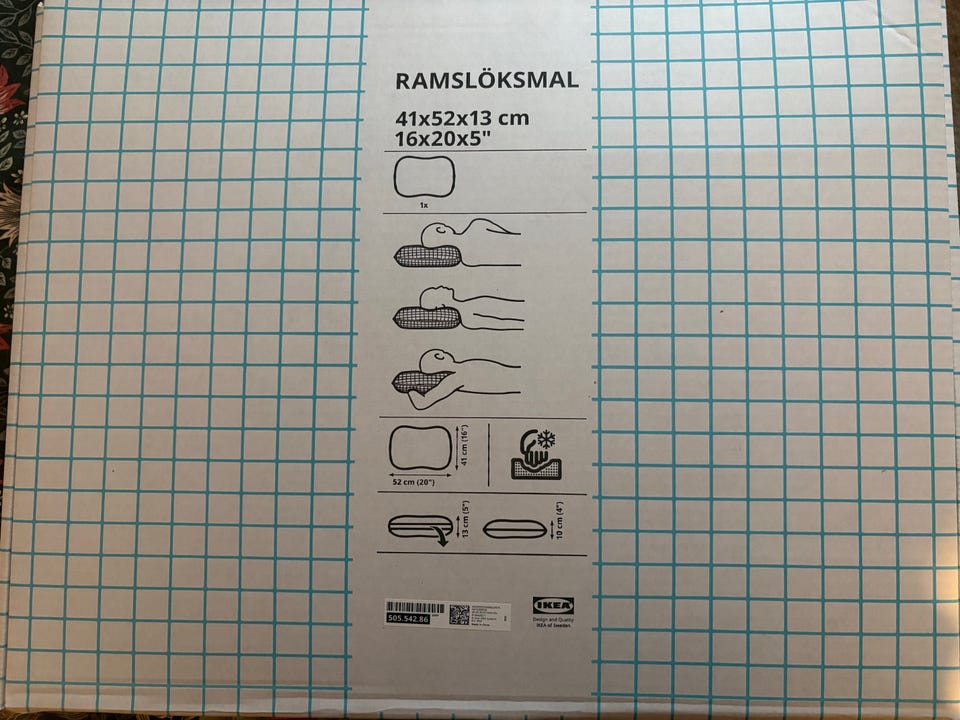 RAMSLÖKSMAL
41x52x13 cm
16x20x5"
1x
41 cm (16")
52 cm (20")
13 cm (5")
10 cm (4")
505.542.86
IKEA
Design and Quality
IKEA of Sweden